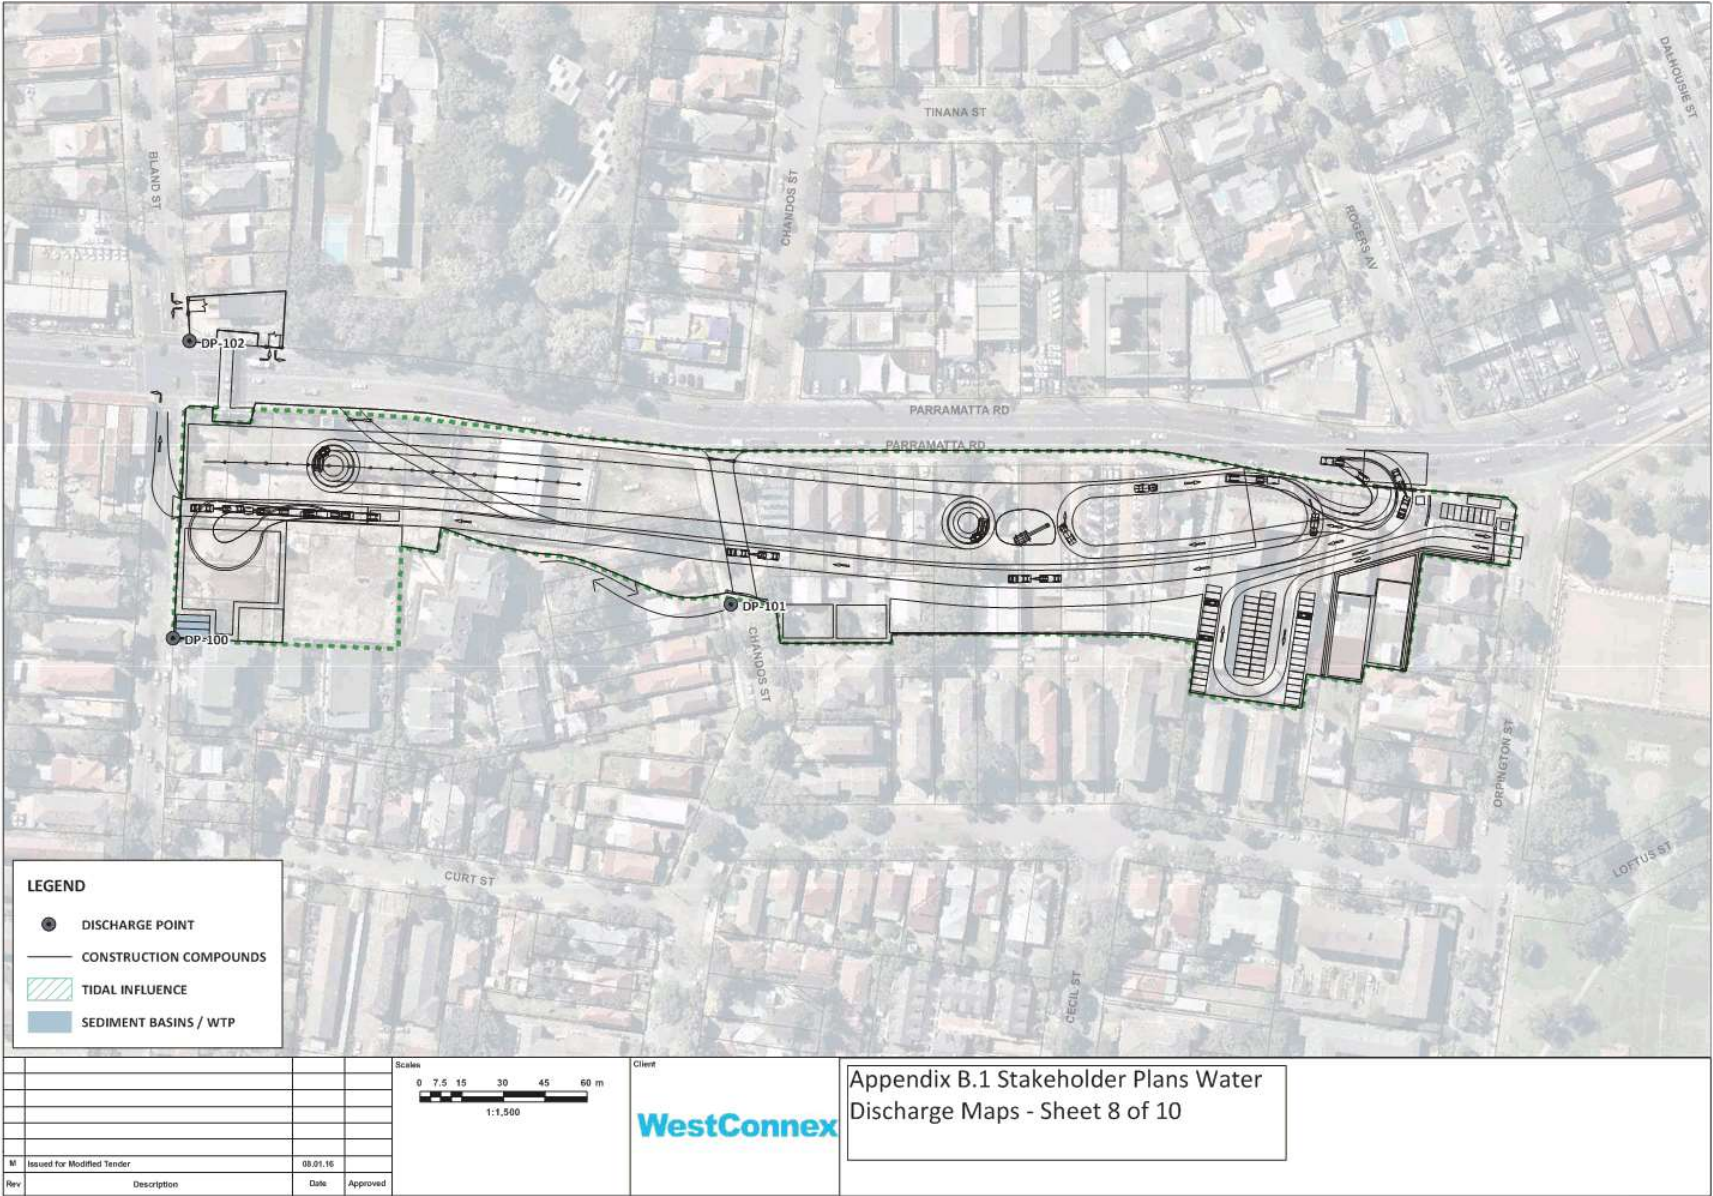 DALHOUSIE ST
TINANA ST
BLAND ST
CHANDOS ST
ROGERS AV
DP-102
PARRAMATTA RD
PARRAMATTA RD
DP-101
DP-100
CHANDOS ST
ORPINGTON ST
LOFTUS ST
CURT ST
CECIL ST
LEGEND
DISCHARGE POINT
CONSTRUCTION COMPOUNDS
TIDAL INFLUENCE
SEDIMENT BASINS / WTP
M Issued for Modified Tender 08.01.16
Rev Description Date Approved
Scales
0 7.5 15 30 45 60 m
1:1,500
Client
WestConnex
Appendix B.1 Stakeholder Plans Water
Discharge Maps - Sheet 8 of 10